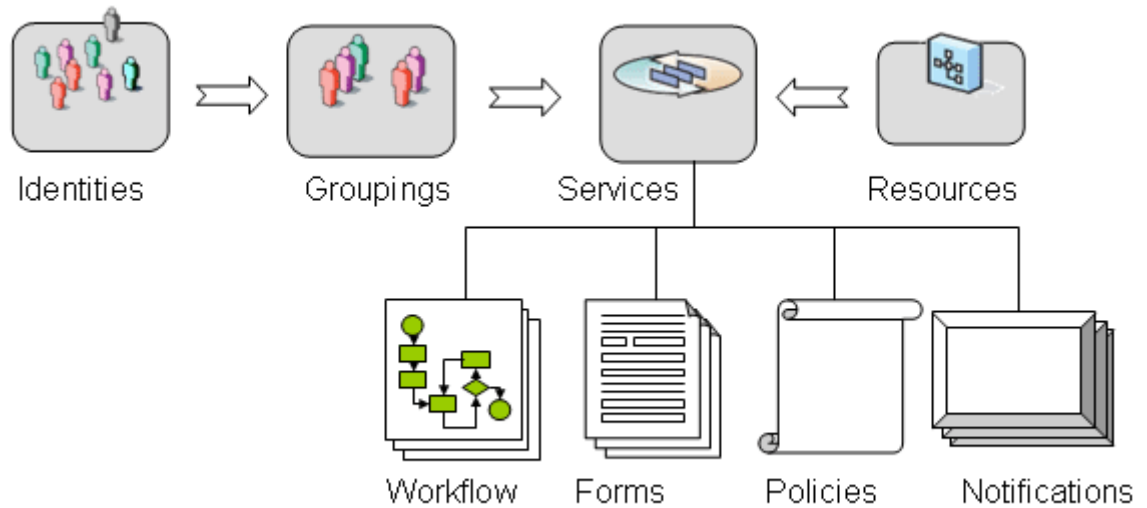 Identities
Groupings
Services
Resources
Workflow
Forms
Policies
Notifications